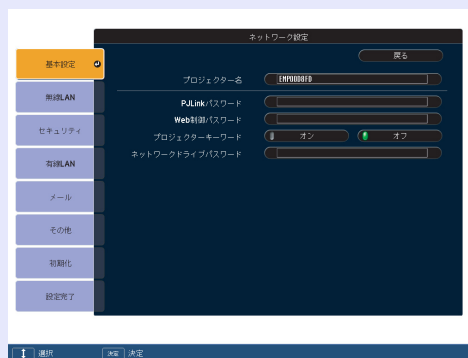 ネットワーク設定
基本設定
戻る
プロジェクター名 EMP00D8FD
無線LAN
PJLinkパスワード
Web制御パスワード
セキュリティ
プロジェクターキーワード オン オフ
ネットワークドライブパスワード
有線LAN
メール
その他
初期化
設定完了
選択 決定 決定